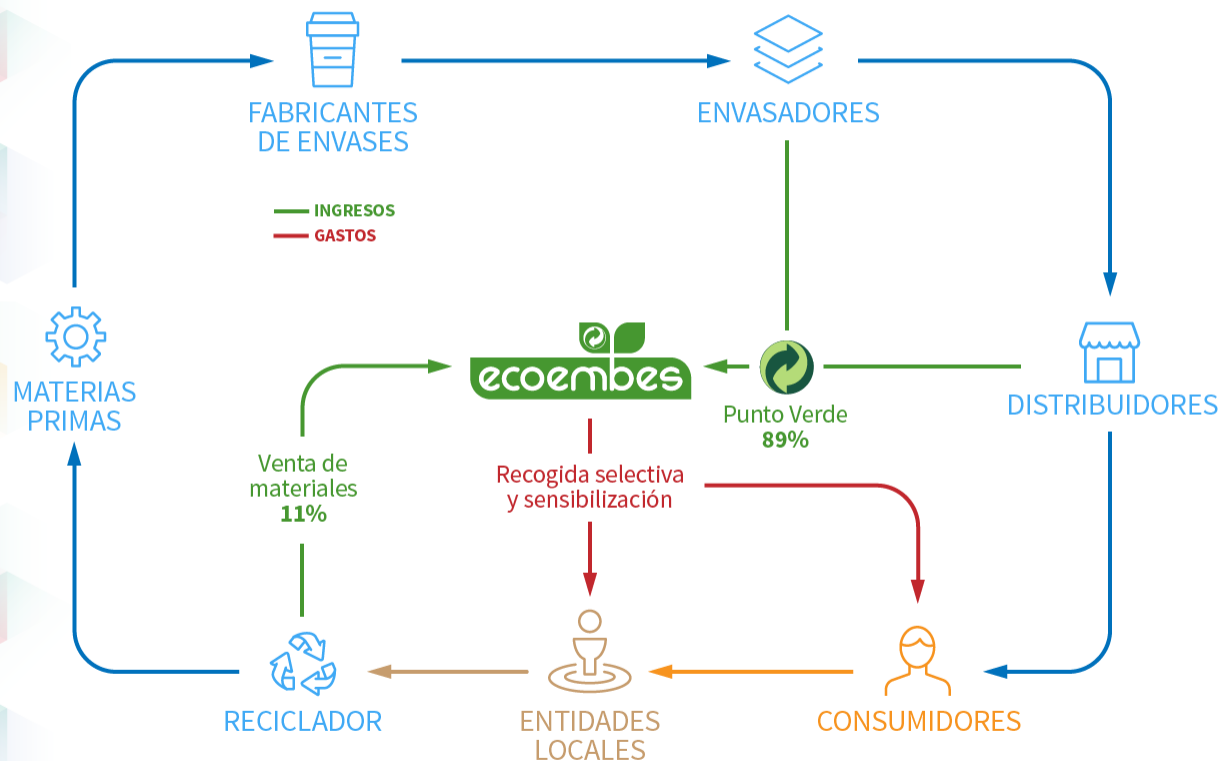 FABRICANTES
DE ENVASES
ENVASADORES
INGRESOS
GASTOS
MATERIAS
PRIMAS
ecoembes
Punto Verde
89%
DISTRIBUIDORES
Venta de
materiales
11%
Recogida selectiva
y sensibilización
RECICLADOR
ENTIDADES
LOCALES
CONSUMIDORES